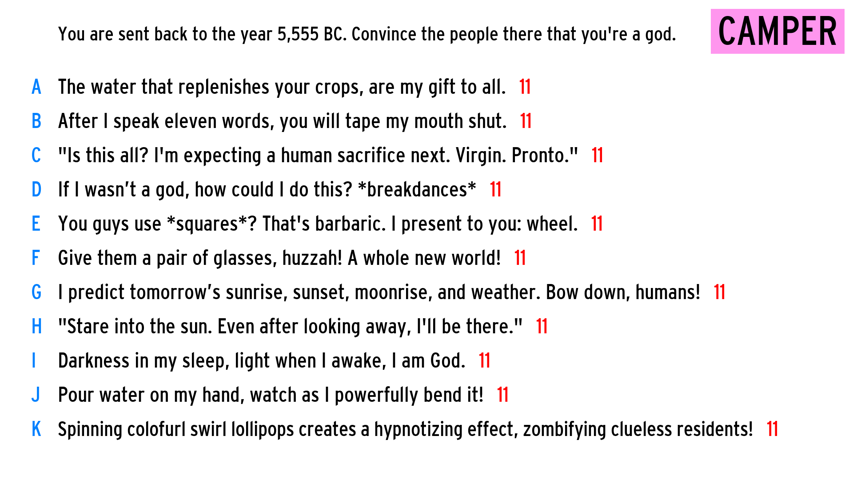 You are sent back to the year 5,555 BC. Convince the people there that you're a god.
CAMPER
A The water that replenishes your crops, are my gift to all. 11
B After I speak eleven words, you will tape my mouth shut. 11
C "Is this all? I'm expecting a human sacrifice next. Virgin. Pronto." 11
D If I wasn’t a god, how could I do this? *breakdances* 11
E You guys use *squares*? That's barbaric. I present to you: wheel. 11
F Give them a pair of glasses, huzzah! A whole new world! 11
G I predict tomorrow’s sunrise, sunset, moonrise, and weather. Bow down, humans! 11
H "Stare into the sun. Even after looking away, I'll be there." 11
I Darkness in my sleep, light when I awake, I am God. 11
J Pour water on my hand, watch as I powerfully bend it! 11
K Spinning colofurl swirl lollipops creates a hypnotizing effect, zombifying clueless residents! 11